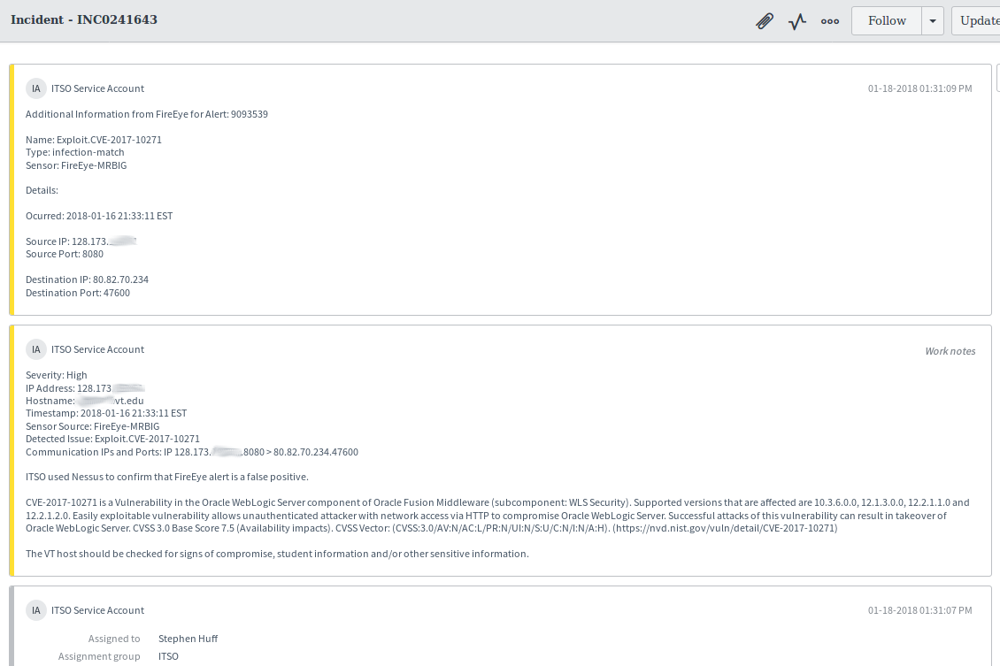 Incident - INC0241643
Follow
Update
IA ITSO Service Account
01-18-2018 01:31:09 PM
Additional Information from FireEye for Alert: 9093539
Name: Exploit.CVE-2017-10271
Type: infection-match
Sensor: FireEye-MRBIG
Details:
Ocurred: 2018-01-16 21:33:11 EST
Source IP: 128.173.
Source Port: 8080
Destination IP: 80.82.70.234
Destination Port: 47600
IA ITSO Service Account
Work notes
Severity: High
IP Address: 128.173
Hostname: vt.edu
Timestamp: 2018-01-16 21:33:11 EST
Sensor Source: FireEye-MRBIG
Detected Issue: Exploit.CVE-2017-10271
Communication IPs and Ports: IP 128.173. .8080 > 80.82.70.234.47600
ITSO used Nessus to confirm that FireEye alert is a false positive.
CVE-2017-10271 is a Vulnerability in the Oracle WebLogic Server component of Oracle Fusion Middleware (subcomponent: WLS Security). Supported versions that are affected are 10.3.6.0.0, 12.1.3.0.0, 12.2.1.1.0 and
12.2.1.2.0. Easily exploitable vulnerability allows unauthenticated attacker with network access via HTTP to compromise Oracle WebLogic Server. Successful attacks of this vulnerability can result in takeover of
Oracle WebLogic Server. CVSS 3.0 Base Score 7.5 (Availability impacts). CVSS Vector: (CVSS:3.0/AV:N/AC:L/PR:N/UI:N/S:U/C:N/I:N/A:H). (https://nvd.nist.gov/vuln/detail/CVE-2017-10271)
The VT host should be checked for signs of compromise, student information and/or other sensitive information.
IA ITSO Service Account
01-18-2018 01:31:07 PM
Assigned to Stephen Huff
Assignment group ITSO